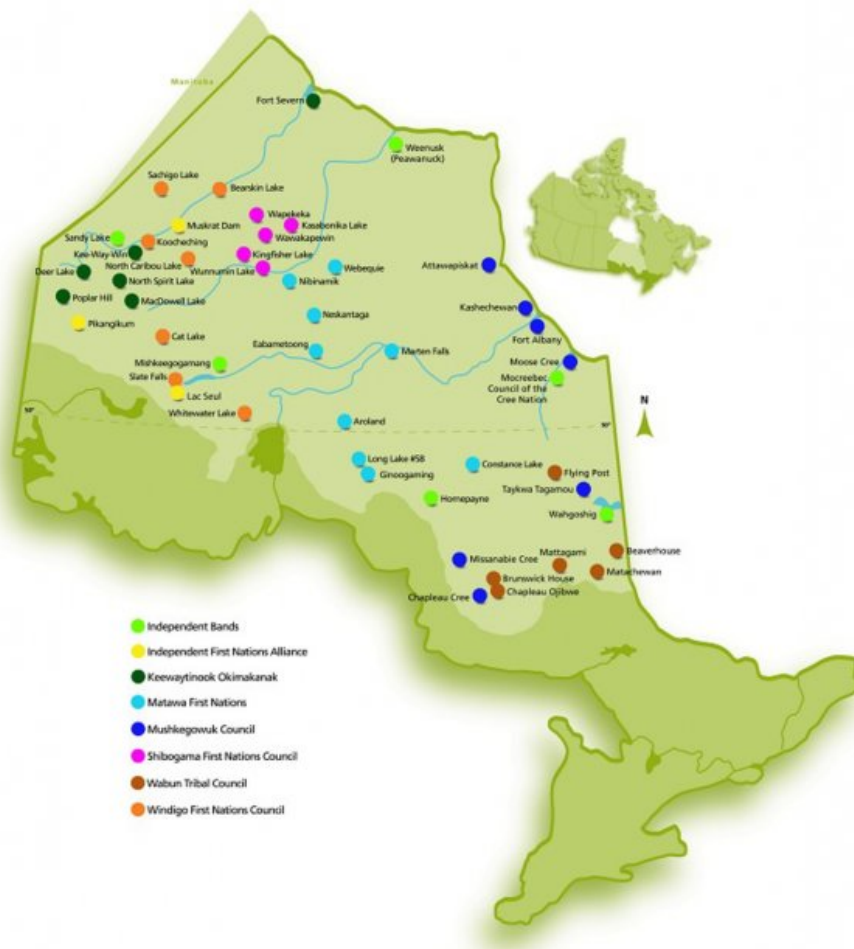 Manitoba
Fort Severn
Weenusk
(Peawanuck)
Sachigo Lake
Bearskin Lake
Wapekeka
Kasabonika Lake
Muskrat Dam
Wawakapewin
Sandy Lake
Koocheching
Kee-Way-Win
Kingfisher Lake
North Caribou Lake
Wunnumin Lake
Webequie
Attawapiskat
Deer Lake
North Spirit Lake
Nibinamik
Poplar Hill
MacDowell Lake
Kashechewan
Neskantaga
Pikangikum
Fort Albany
Cat Lake
Eabametoong
Marten Falls
Mishkeegogamang
Moose Cree
Slate Falls
Mocreebec
Council of the
Cree Nation
Lac Seul
N
Whitewater Lake
50°
Aroland
50°
Long Lake #58
Constance Lake
Ginoogaming
Flying Post
Taykwa Tagamou
Hornepayne
Wahgoshig
Mattagami
Beaverhouse
Missanabie Cree
Matachewan
Brunswick House
Chapleau Ojibwe
Chapleau Cree
Independent Bands
Independent First Nations Alliance
Keewaytinook Okimakanak
Matawa First Nations
Mushkegowuk Council
Shibogama First Nations Council
Wabun Tribal Council
Windigo First Nations Council